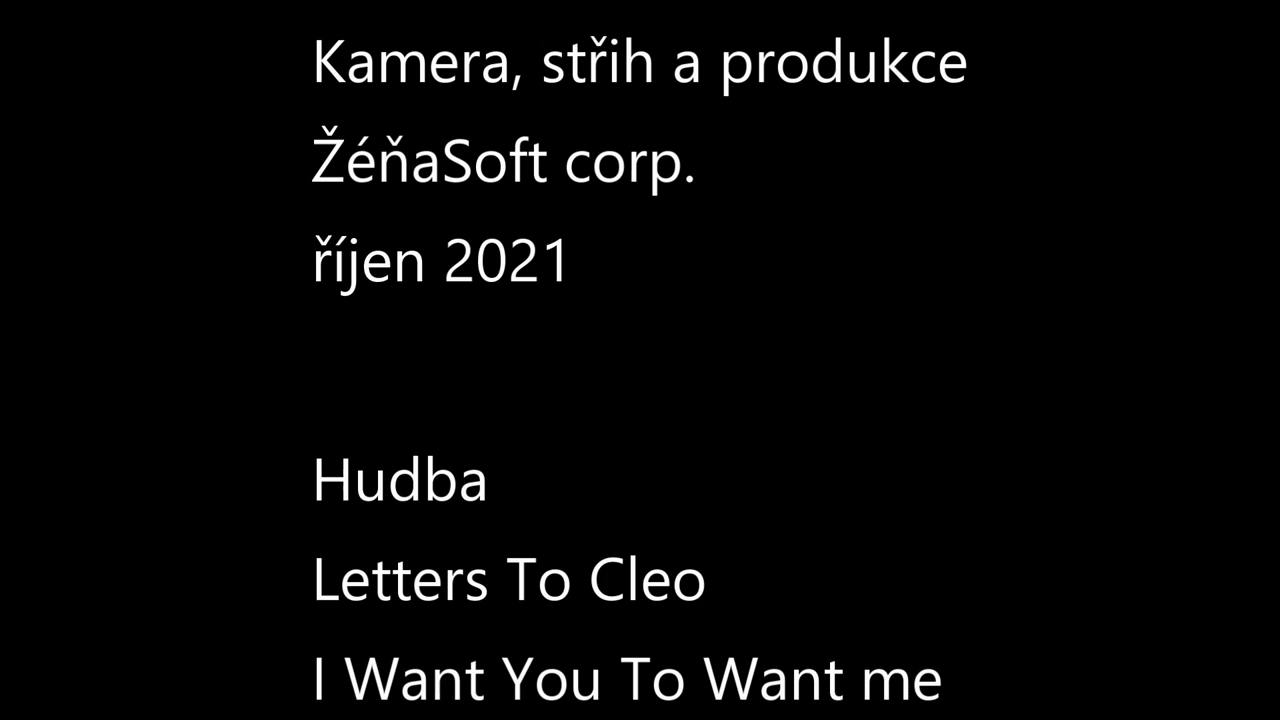 Kamera, střih a produkce
ŽéňaSoft corp.
říjen 2021
Hudba
Letters To Cleo
I Want You To Want me